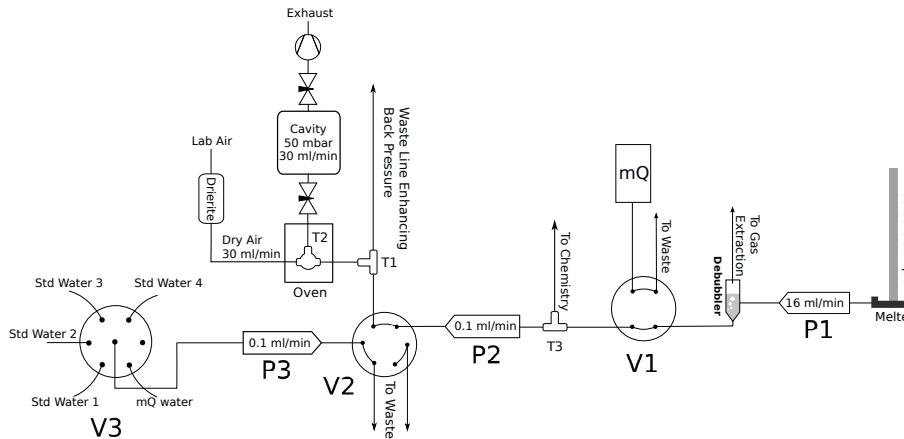 Exhaust
Cavity
50 mbar
30 ml/min
Waste Line Enhancing
Back Pressure
Lab Air
Drierite
Dry Air
30 ml/min
T2
Oven
T1
mQ
To Waste
To Gas
Extraction
Debubbler
To Chemistry
16 ml/min
P1
Std Water 3
Std Water 4
Std Water 2
Std Water 1
mQ water
V3
0.1 ml/min
P3
V2
To Waste
0.1 ml/min
P2
T3
V1
Melte